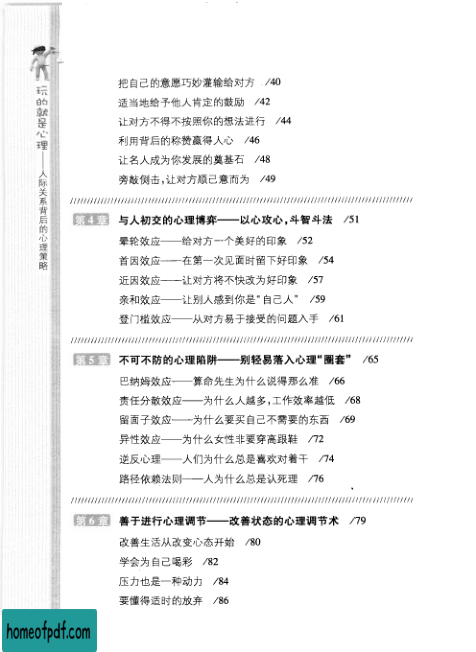 玩的就是心理——人际关系背后的心理策略
把自己的意愿巧妙灌输给对方 /40
适当地给予他人肯定的鼓励 /42
让对方不得不按照你的想法进行 /44
利用背后的称赞赢得人心 /46
让名人成为你发展的奠基石 /48
旁敲侧击,让对方顺己意而为 /49
第4章 与人初交的心理博弈——以心攻心,斗智斗法 /51
晕轮效应——给对方一个美好的印象 /52
首因效应——在第一次见面时留下好印象 /54
近因效应——让对方将不快改为好印象 /57
亲和效应——让别人感到你是"自己人" /59
登门槛效应——从对方易于接受的问题入手 /61
第5章 不可不防的心理陷阱——别轻易落入心理"圈套" /65
巴纳姆效应——算命先生为什么说得那么准 /66
责任分散效应——为什么人越多,工作效率越低 /68
留面子效应——为什么要买自己不需要的东西 /69
异性效应——为什么女性非要穿高跟鞋 /72
逆反心理——人们为什么总是喜欢对着干 /74
路径依赖法则——人为什么总是认死理 /76
第6章 善于进行心理调节——改善状态的心理调节术 /79
改善生活从改变心态开始 /80
学会为自己喝彩 /82
压力也是一种动力 /84
要懂得适时的放弃 /86
homeofpdf.com